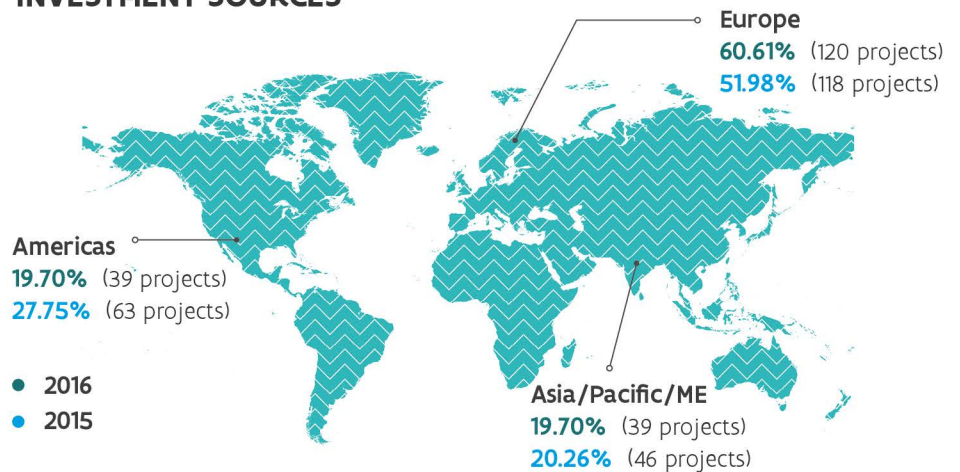 INVESTMENT SOURCES
Europe
60.61% (120 projects)
51.98% (118 projects)
Americas
19.70% (39 projects)
27.75% (63 projects)
2016
2015
Asia/Pacific/ME
19.70% (39 projects)
20.26% (46 projects)